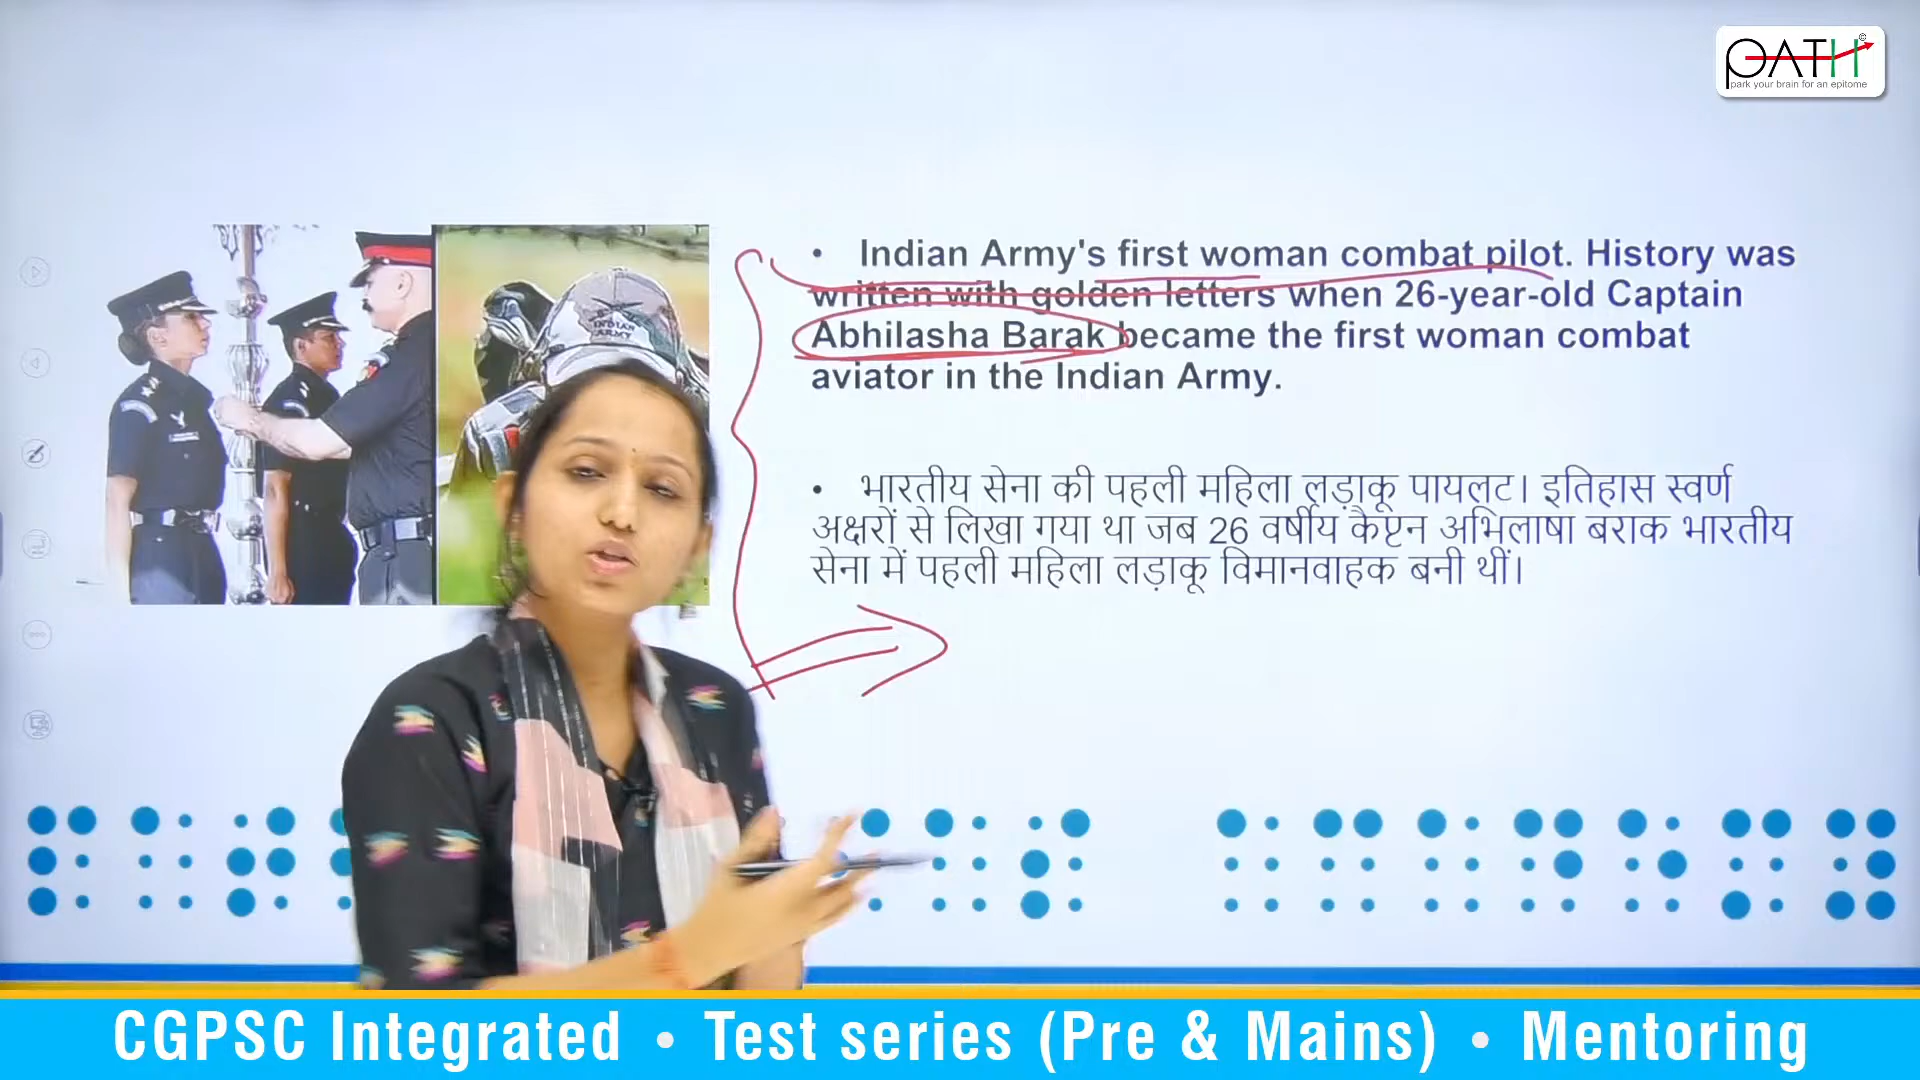 PATH
park your brain for an epitome
• Indian Army's first woman combat pilot. History was
written with golden letters when 26-year-old Captain
Abhilasha Barak became the first woman combat
aviator in the Indian Army.
• भारतीय सेना की पहली महिला लड़ाकू पायलट। इतिहास स्वर्ण
अक्षरों से लिखा गया था जब 26 वर्षीय कैप्टन अभिलाषा बराक भारतीय
सेना में पहली महिला लड़ाकू विमानवाहक बनी थीं।
INDIAN
ARMY
CGPSC Integrated • Test series (Pre & Mains) • Mentoring